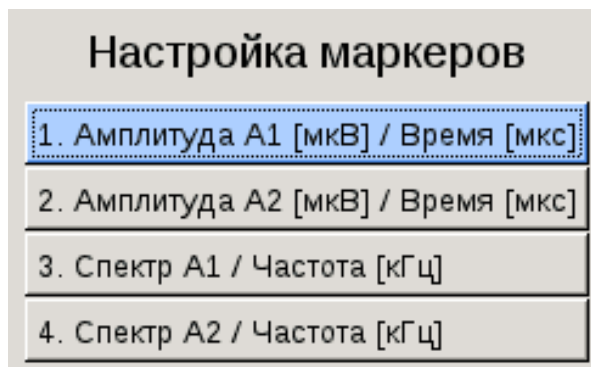 Настройка маркеров
1. Амплитуда А1 [мкВ] / Время [мкс]
2. Амплитуда А2 [мкВ] / Время [мкс]
3. Спектр А1 / Частота [кГц]
4. Спектр А2 / Частота [кГц]